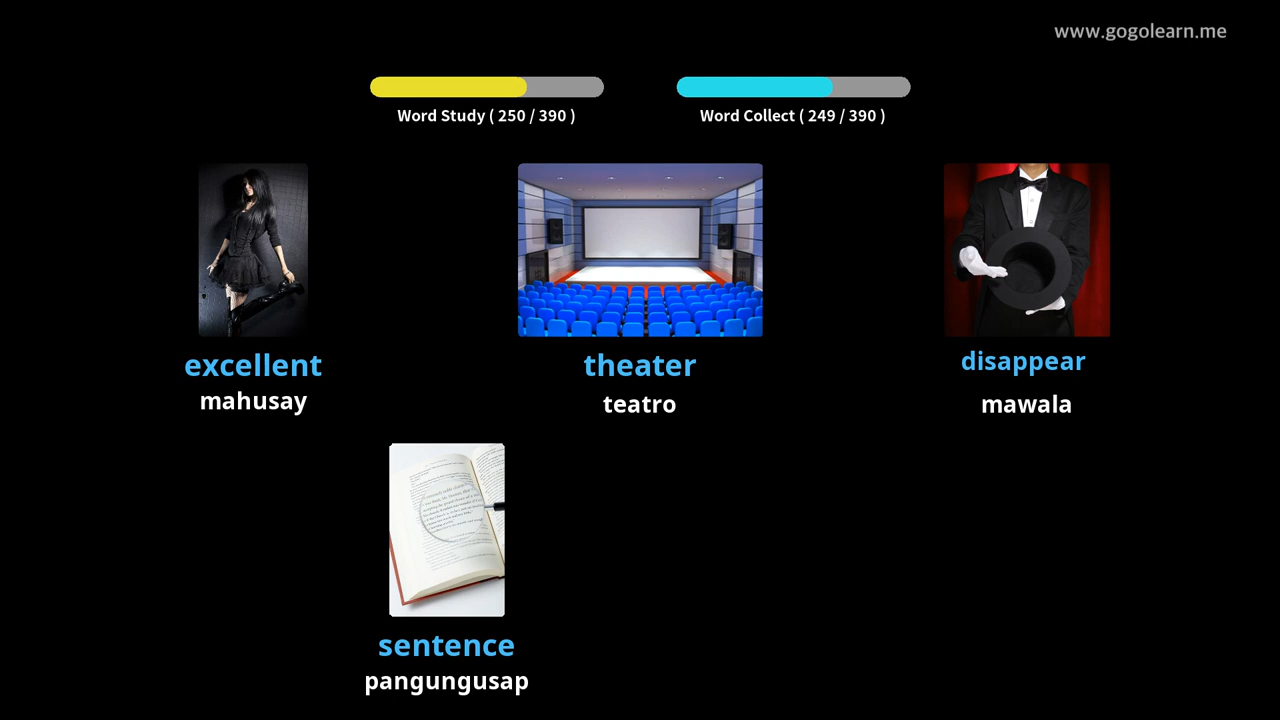 www.gogolearn.me
Word Study ( 250 / 390 )
Word Collect ( 249 / 390 )
excellent
mahusay
theater
teatro
disappear
mawala
sentence
pangungusap